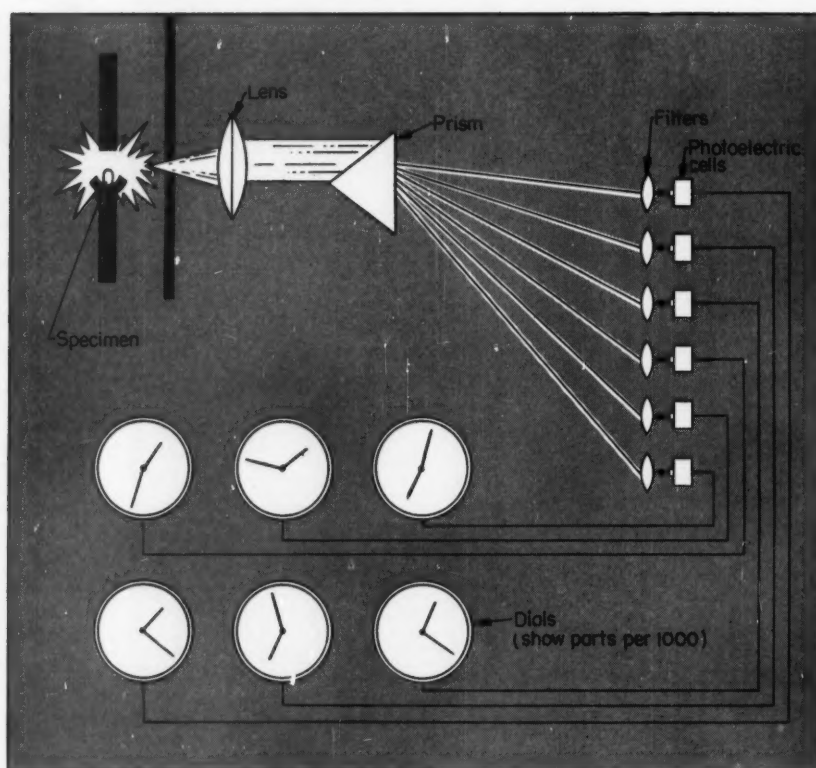 Lens
Prism
Filters
Photoelectric
cells
Specimen
Dials
(show parts per 1000)